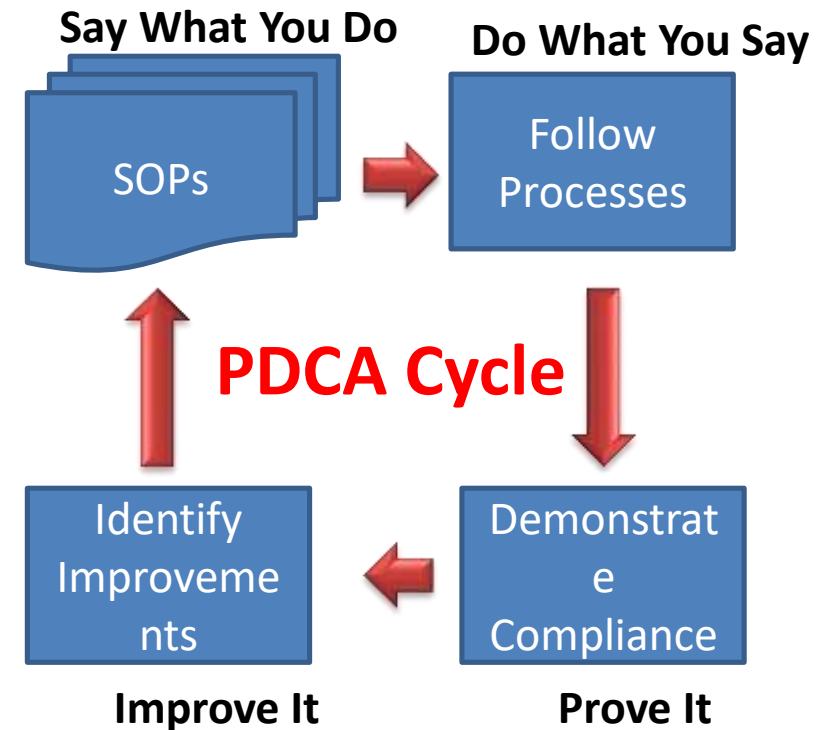 Say What You Do
Do What You Say
SOPs
Follow
Processes
PDCA Cycle
Identify
Improveme
nts
Demonstrat
e
Compliance
Improve It
Prove It